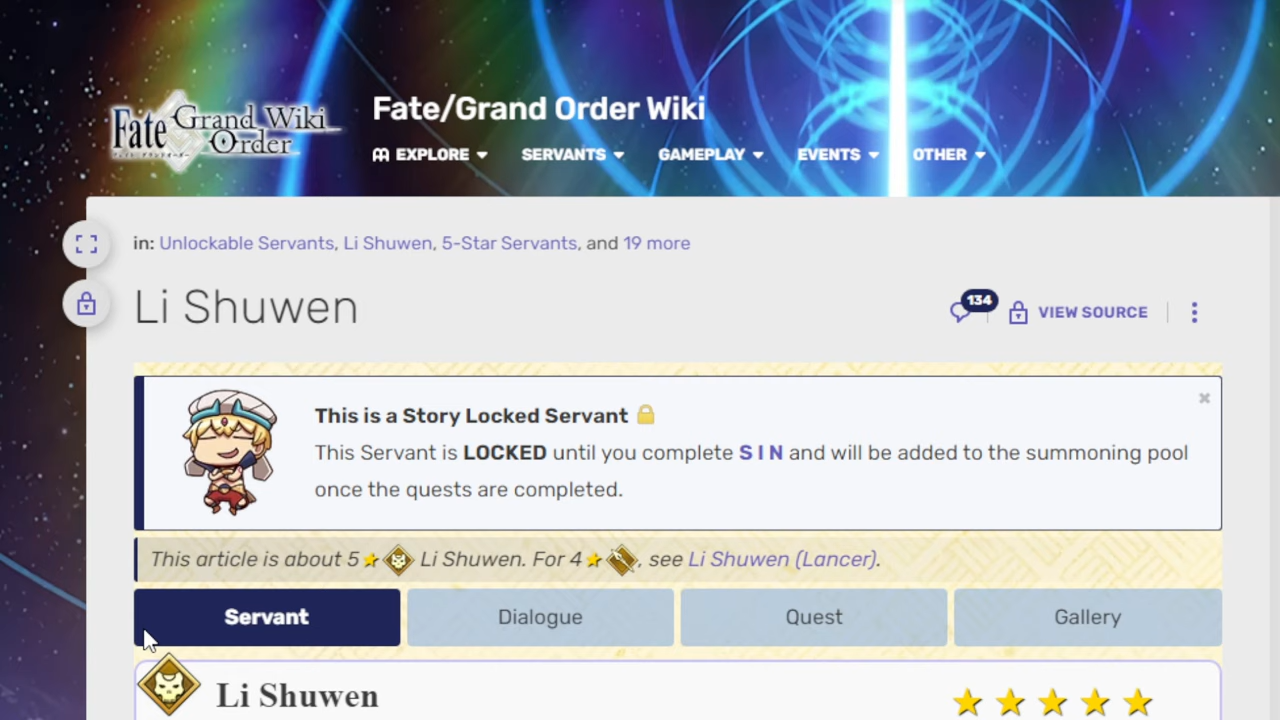 Fate Grand Wiki
Order
Fate/Grand Order Wiki
EXPLORE SERVANTS GAMEPLAY EVENTS OTHER
in: Unlockable Servants, Li Shuwen, 5-Star Servants, and 19 more
Li Shuwen
134
VIEW SOURCE
This is a Story Locked Servant
This Servant is LOCKED until you complete S I N and will be added to the summoning pool
once the quests are completed.
This article is about 5 Li Shuwen. For 4 , see Li Shuwen (Lancer).
Servant Dialogue Quest Gallery
Li Shuwen